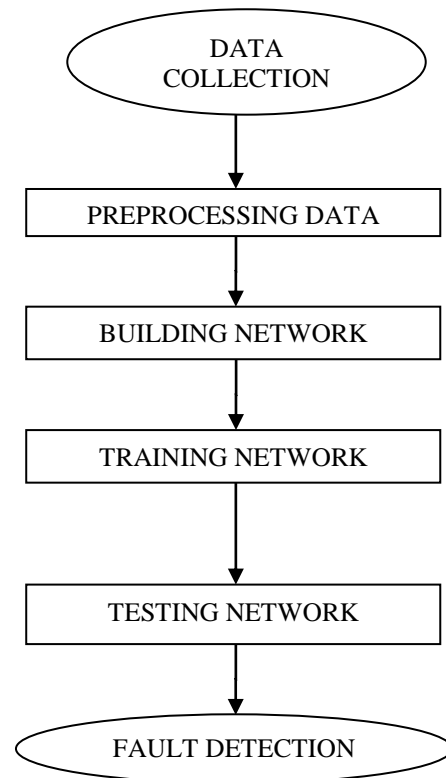 DATA
COLLECTION
PREPROCESSING DATA
BUILDING NETWORK
TRAINING NETWORK
TESTING NETWORK
FAULT DETECTION